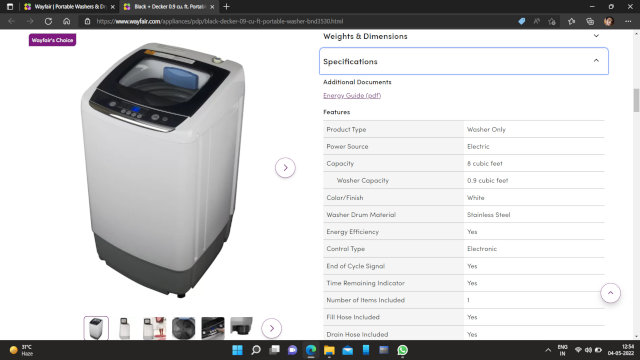 Wayfair | Portable Washers & Dr
Black + Decker 0.9 cu. ft. Portable
https://www.wayfair.com/appliances/pdp/black-decker-09-cu-ft-portable-washer-bnd3530.html
Wayfair's Choice
Weights & Dimensions
Specifications
Additional Documents
Energy Guide (pdf)
Features
Product Type Washer Only
Power Source Electric
Capacity 8 cubic feet
Washer Capacity 0.9 cubic feet
Color/Finish White
Washer Drum Material Stainless Steel
Energy Efficiency Yes
Control Type Electronic
End of Cycle Signal Yes
Time Remaining Indicator Yes
Number of Items Included 1
Fill Hose Included Yes
Drain Hose Included Yes
31°C
Haze
ENG
IN
12:54
04-05-2022